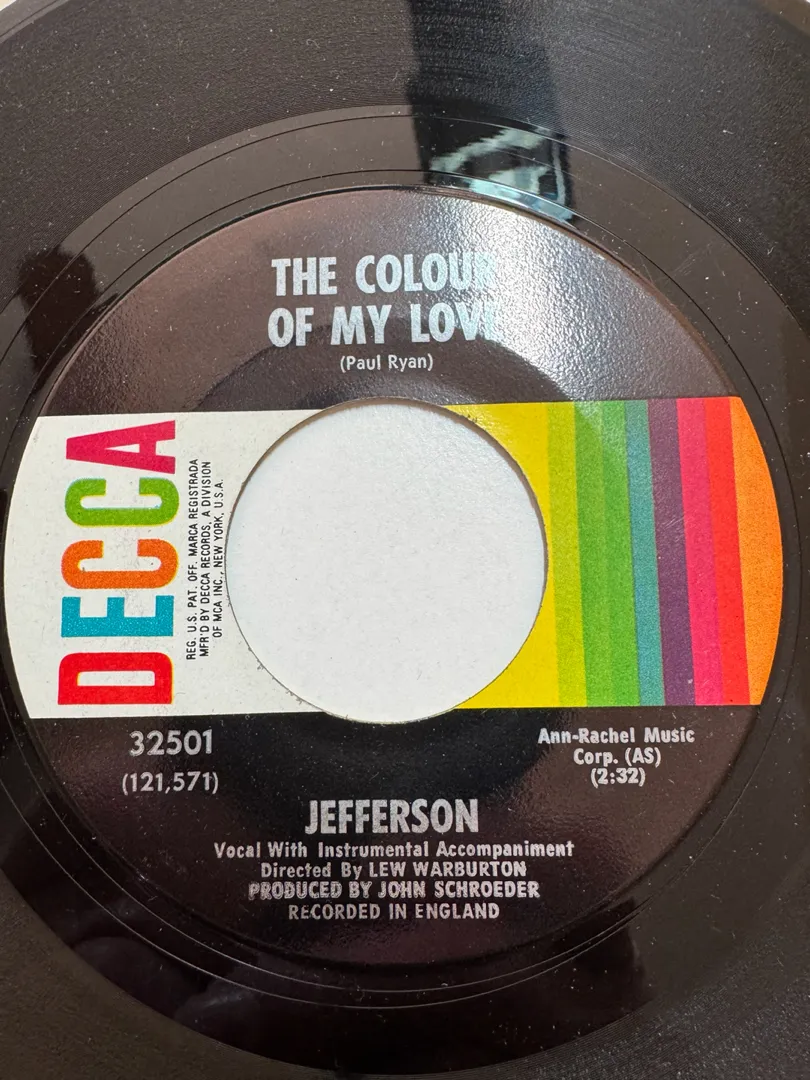 THE COLOUR
OF MY LOVE
(Paul Ryan)
DECCA
REG. U.S. PAT. OFF. MARCA REGISTRADA
MFR'D BY DECCA RECORDS, A DIVISION
OF MCA INC., NEW YORK, U.S.A.
32501
(121,571)
Ann-Rachel Music
Corp. (AS)
(2:32)
JEFFERSON
Vocal With Instrumental Accompaniment
Directed By LEW WARBURTON
PRODUCED BY JOHN SCHROEDER
RECORDED IN ENGLAND